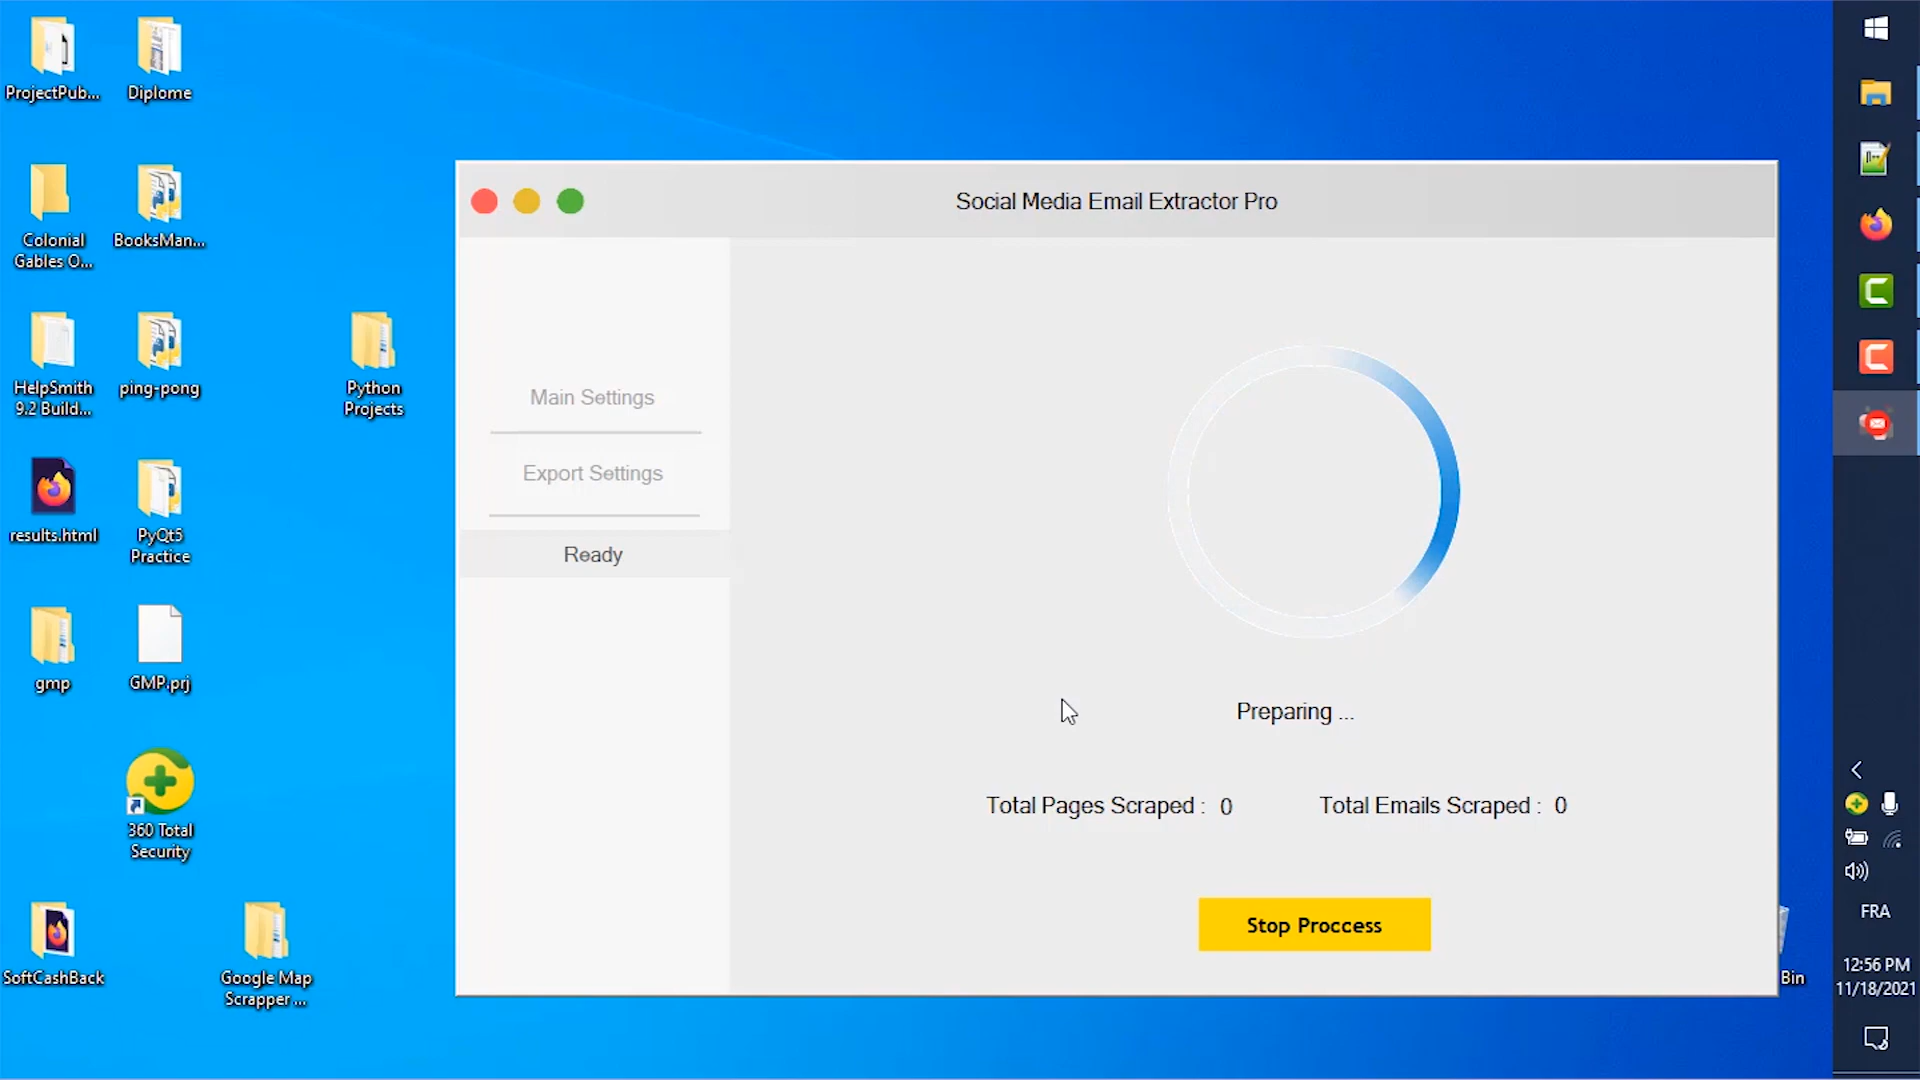 ProjectPub...
Diplome
Colonial
Gables O...
BooksMan...
HelpSmith
9.2 Build...
ping-pong
Python
Projects
results.html
PyQt5
Practice
gmp
GMP.prj
360 Total
Security
SoftCashBack
Google Map
Scrapper ...
Social Media Email Extractor Pro
Main Settings
Export Settings
Ready
Preparing ...
Total Pages Scraped : 0
Total Emails Scraped : 0
Stop Proccess
Bin
FRA
12:56 PM
11/18/2021